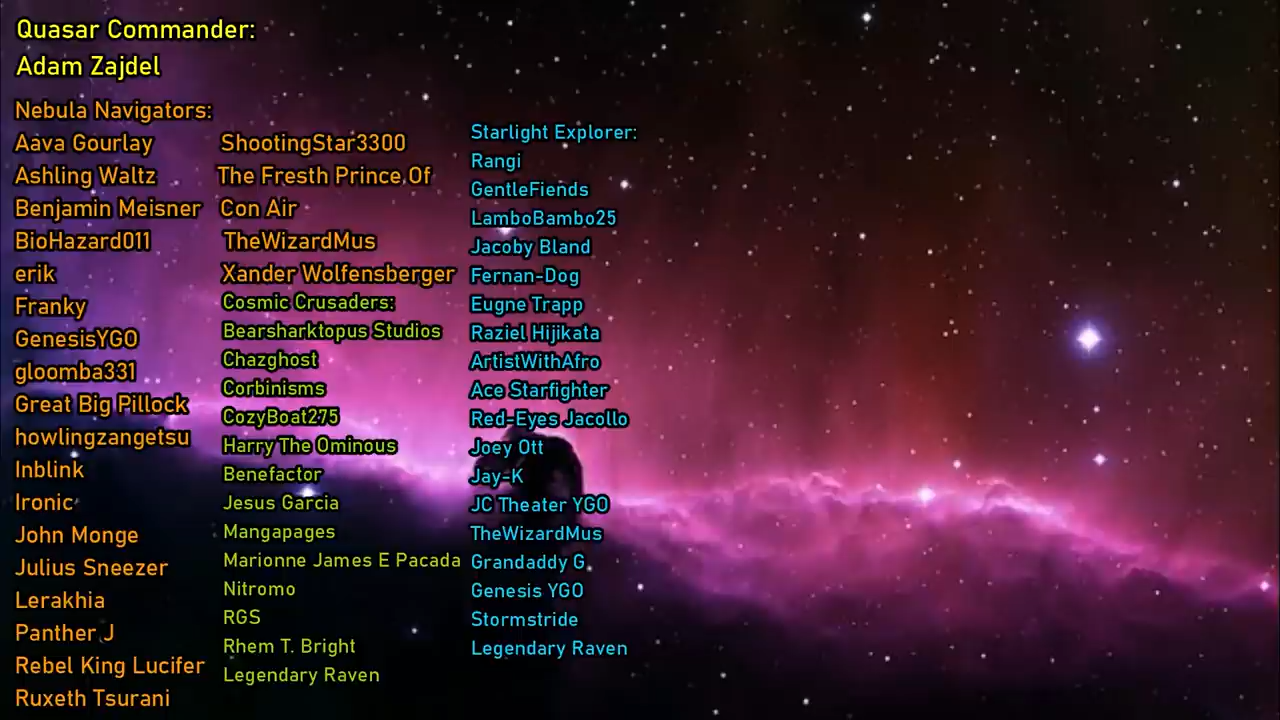 Quasar Commander:
Adam Zajdel
Nebula Navigators:
Aava Gourlay
Ashling Waltz
Benjamin Meisner
BioHazard011
erik
Franky
GenesisYGO
gloomba331
Great Big Pillock
howlingzangetsu
Inblink
Ironic
John Monge
Julius Sneezer
Lerakhia
Panther J
Rebel King Lucifer
Ruxeth Tsurani
ShootingStar3300
The Fresth Prince Of
Con Air
TheWizardMus
Xander Wolfensberger
Cosmic Crusaders:
Bearsharktopus Studios
Chazghost
Corbinisms
CozyBoat275
Harry The Ominous
Benefactor
Jesus Garcia
Mangapages
Marionne James E Pacada
Nitromo
RGS
Rhem T. Bright
Legendary Raven
Starlight Explorer:
Rangi
GentleFiends
LamboBambo25
Jacoby Bland
Fernan-Dog
Eugne Trapp
Raziel Hijikata
ArtistWithAfro
Ace Starfighter
Red-Eyes Jacollo
Joey Ott
Jay-K
JC Theater YGO
TheWizardMus
Grandaddy G.
Genesis YGO
Stormstride
Legendary Raven